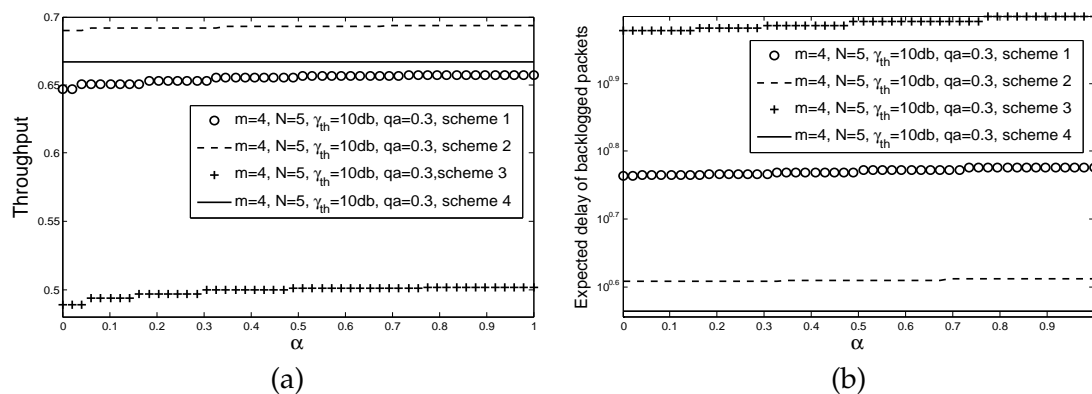 0.7
0.65
0.6
0.55
0.5
Throughput
m=4, N=5, γth=10db, qa=0.3, scheme 1
m=4, N=5, γth=10db, qa=0.3, scheme 2
m=4, N=5, γth=10db, qa=0.3,scheme 3
m=4, N=5, γth=10db, qa=0.3, scheme 4
0 0.1 0.2 0.3 0.4 0.5 0.6 0.7 0.8 0.9 1
α
(a)
Expected delay of backlogged packets
10^0.9
10^0.8
10^0.7
10^0.6
m=4, N=5, γth=10db, qa=0.3, scheme 1
m=4, N=5, γth=10db, qa=0.3, scheme 2
m=4, N=5, γth=10db, qa=0.3, scheme 3
m=4, N=5, γth=10db, qa=0.3, scheme 4
0 0.1 0.2 0.3 0.4 0.5 0.6 0.7 0.8 0.9
α
(b)